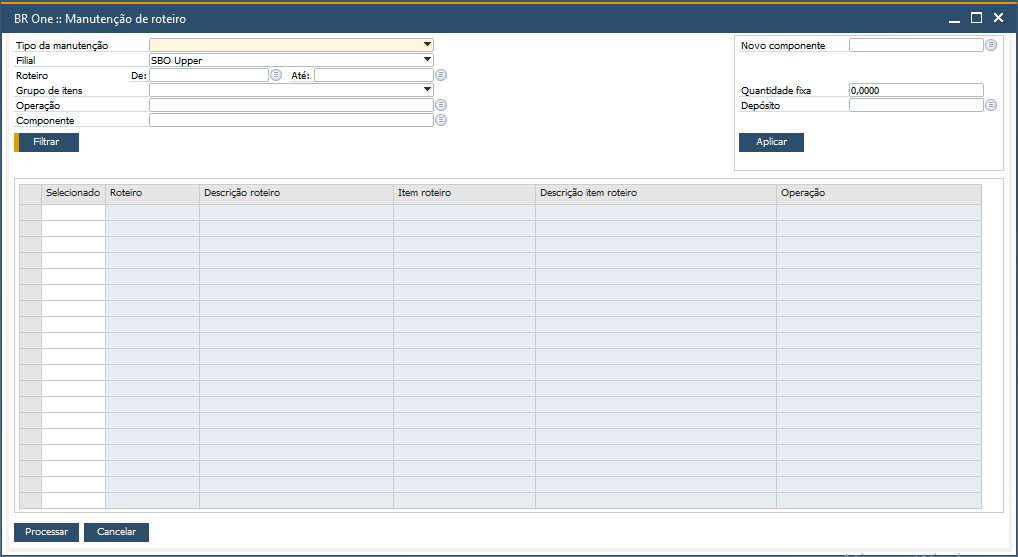 BR One :: Manutenção de roteiro
Tipo da manutenção
Filial SBO Upper
Roteiro De: Até:
Grupo de itens
Operação
Componente
Filtrar
Novo componente
Quantidade fixa 0,0000
Depósito
Aplicar
Selecionado Roteiro Descrição roteiro Item roteiro Descrição item roteiro Operação
Processar Cancelar